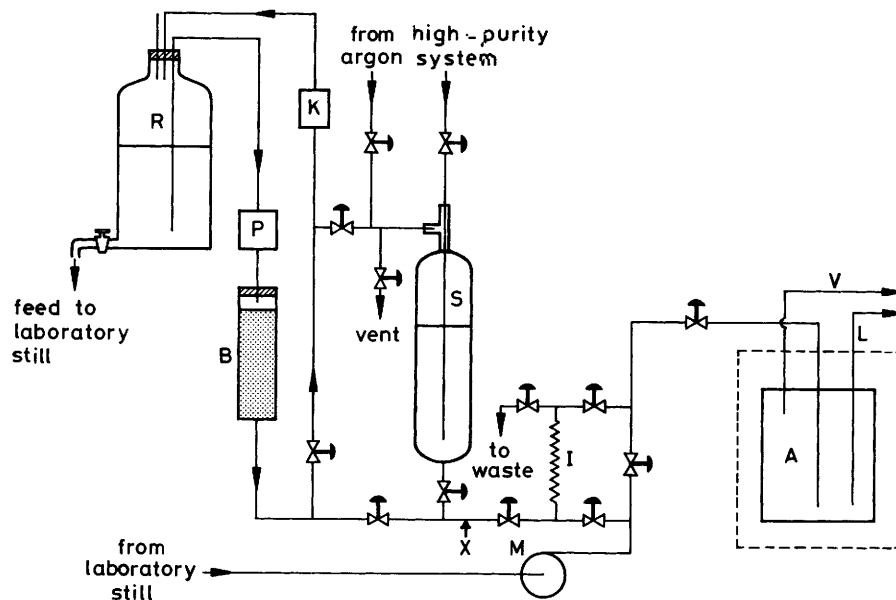 from high-purity
argon system
R
K
P
feed to
laboratory
still
B
vent
S
V
L
to
waste
I
A
X
M
from
laboratory
still